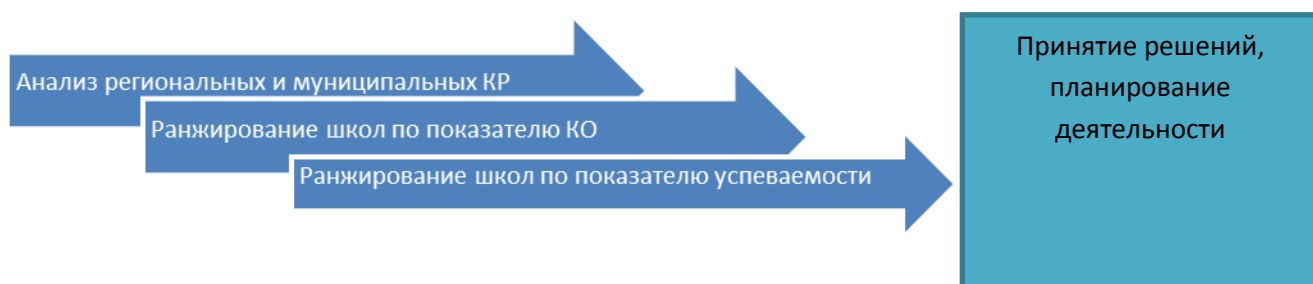 Анализ региональных и муниципальных КР
Ранжирование школ по показателю КО
Ранжирование школ по показателю успеваемости
Принятие решений,
планирование
деятельности